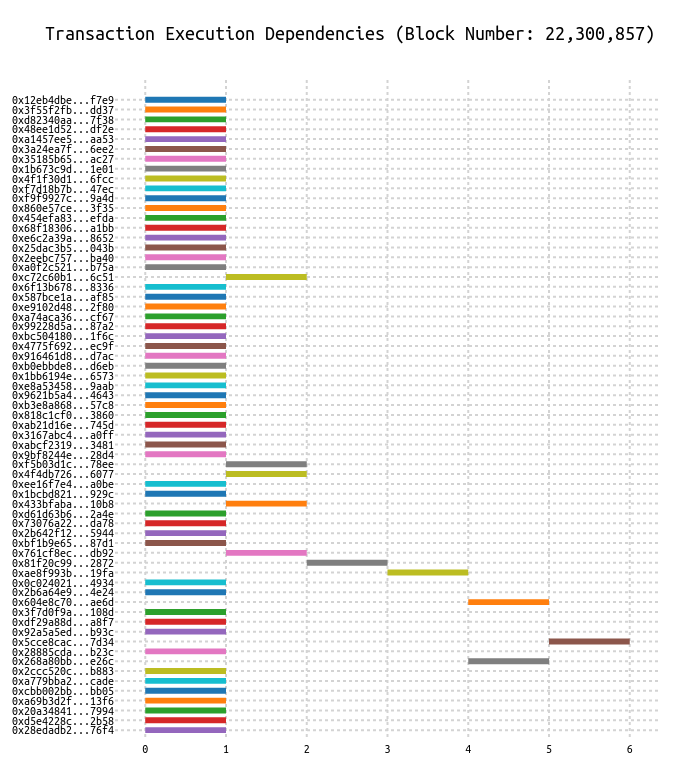 Transaction Execution Dependencies (Block Number: 22,300,857)
0x12eb4dbe...f7e9
0x3f55f2fb...dd37
0xd82340aa...7f38
0x48ee1d52...df2e
0xa1457ee5...aa53
0x3a24ea7f...6ee2
0x35185b65...ac27
0x1b673c9d...1e01
0x4f1f30d1...6fcc
0xf7d18b7b...47ec
0xf9f9927c...9a4d
0x860e57ce...3f35
0x454efa83...efda
0x68f18306...a1bb
0xe6c2a39a...8652
0x25dac3b5...043b
0x2eebc757...ba40
0xa0f2c521...b75a
0xc72c60b1...6c51
0x6f13b678...8336
0x587bce1a...af85
0xe9102d48...2f80
0xa74aca36...cf67
0x99228d5a...87a2
0xbc504180...1f6c
0x4775f692...ec9f
0x916461d8...d7ac
0xb0ebbde8...d6eb
0x1bb6194e...6573
0xe8a53458...9aab
0x9621b5a4...4643
0xb3e8a868...57c8
0x818c1cf0...3860
0xab21d16e...745d
0x3167abc4...a0ff
0xabcf2319...3481
0x9bf8244e...28d4
0xf5b03d1c...78ee
0x4f4db726...6077
0xee16f7e4...a0be
0x1bcbd821...929c
0x433bfaba...10b8
0xd61d63b6...2a4e
0x73076a22...da78
0x2b642f12...5944
0xbf1b9e65...87d1
0x761cf8ec...db92
0x81f20c99...2872
0xae8f993b...19fa
0x0c024021...4934
0x2b6a64e9...4e24
0x604e8c70...ae6d
0x3f7d0f9a...108d
0xdf29a88d...a8f7
0x92a5a5ed...b93c
0x5cce8cac...7d34
0x28885cda...b23c
0x268a80bb...e26c
0x2ccc520c...b883
0xa779bba2...cade
0xcbb002bb...bb05
0xa69b3d2f...13f6
0x20a34841...7994
0xd5e4228c...2b58
0x28edadb2...76f4
0 1 2 3 4 5 6